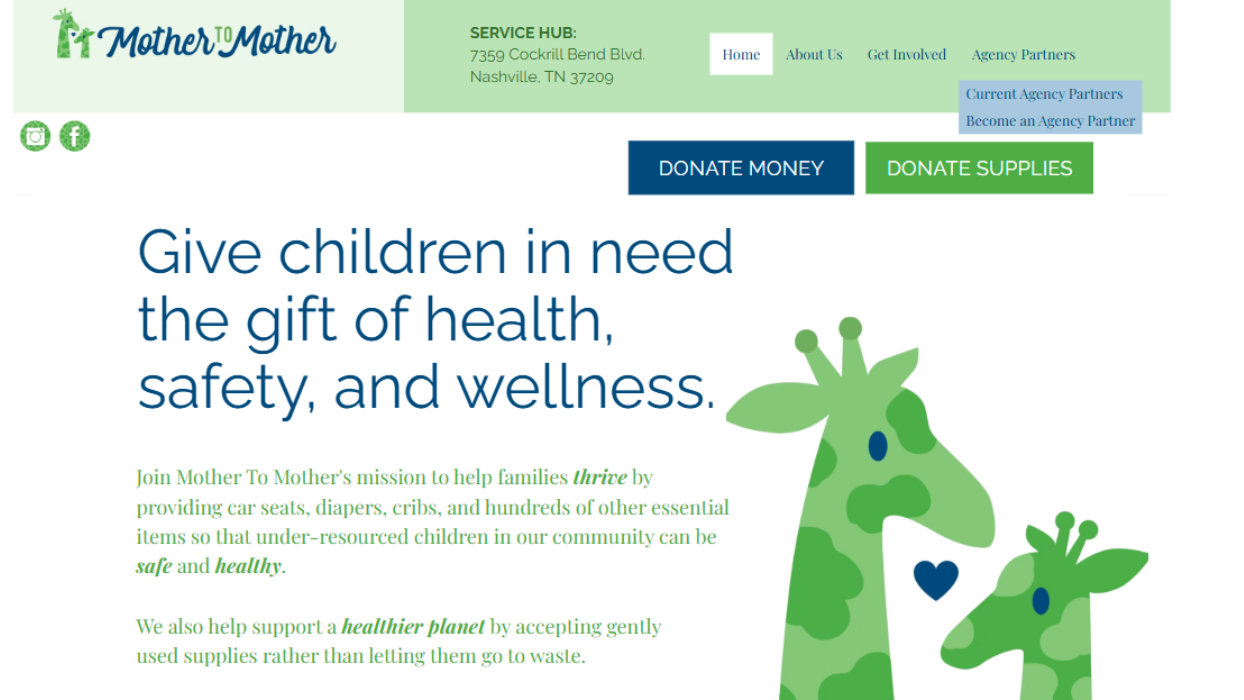 Mother TO Mother
SERVICE HUB:
7359 Cockrill Bend Blvd.
Nashville, TN 37209
Home
About Us
Get Involved
Agency Partners
Current Agency Partners
Become an Agency Partner
DONATE MONEY
DONATE SUPPLIES
Give children in need
the gift of health,
safety, and wellness.
Join Mother To Mother's mission to help families thrive by
providing car seats, diapers, cribs, and hundreds of other essential
items so that under-resourced children in our community can be
safe and healthy.
We also help support a healthier planet by accepting gently
used supplies rather than letting them go to waste.